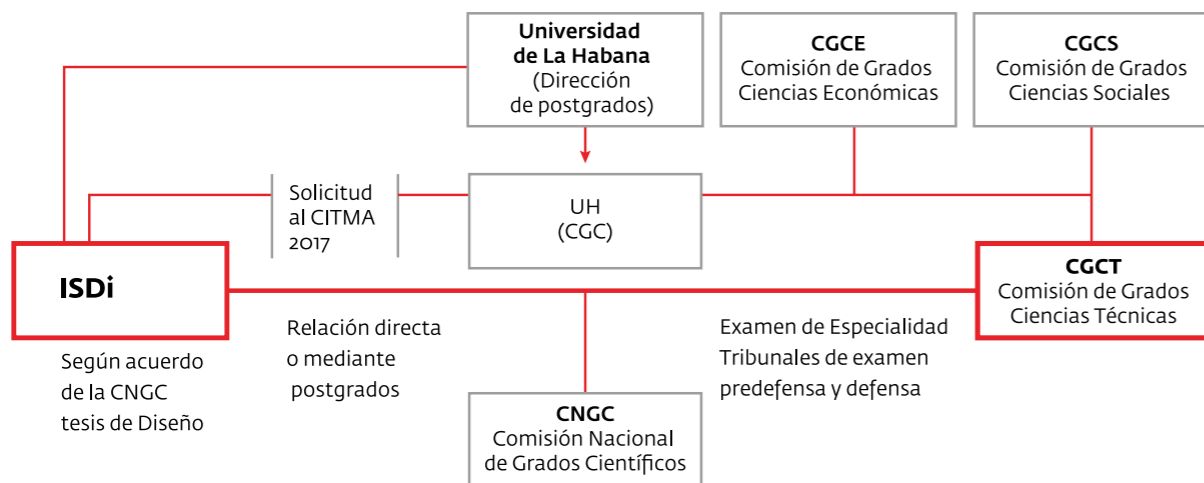 Universidad
de La Habana
(Dirección
de postgrados)
CGCE
Comisión de Grados
Ciencias Económicas
CGCS
Comisión de Grados
Ciencias Sociales
Solicitud
al CITMA
2017
UH
(CGC)
ISDi
CGCT
Comisión de Grados
Ciencias Técnicas
Según acuerdo
de la CNGC
tesis de Diseño
Relación directa
o mediante
postgrados
Examen de Especialidad
Tribunales de examen
predefensa y defensa
CNGC
Comisión Nacional
de Grados Científicos